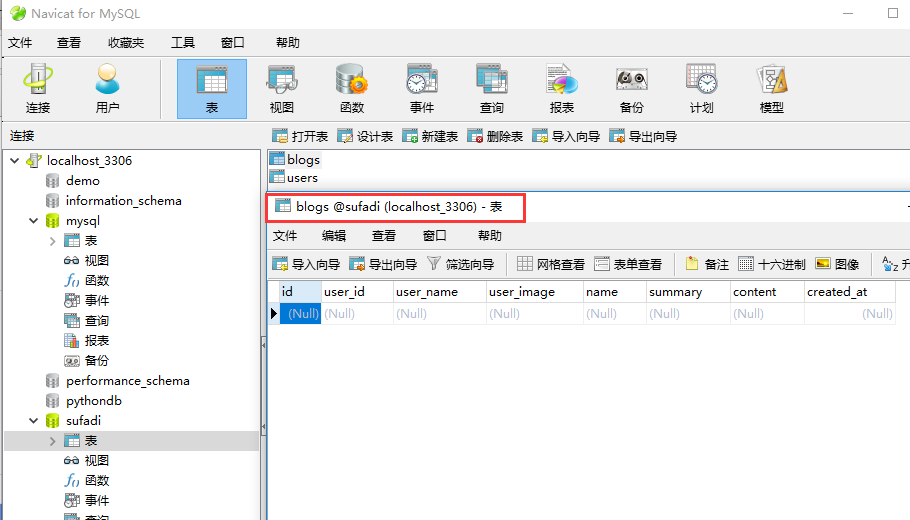 Navicat for MySQL
文件 查看 收藏夹 工具 窗口 帮助
连接 用户 表 视图 函数 事件 查询 报表 备份 计划 模型
连接
打开表 设计表 新建表 删除表 导入向导 导出向导
localhost_3306
demo
information_schema
mysql
表
视图
函数
事件
查询
报表
备份
performance_schema
pythondb
sufadi
表
视图
函数
事件
查询
blogs
users
blogs @sufadi (localhost_3306) - 表
文件 编辑 查看 窗口 帮助
导入向导 导出向导 筛选向导 网格查看 表单查看 备注 十六进制 图像
id user_id user_name user_image name summary content created_at
(Null) (Null) (Null) (Null) (Null) (Null) (Null) (Null)